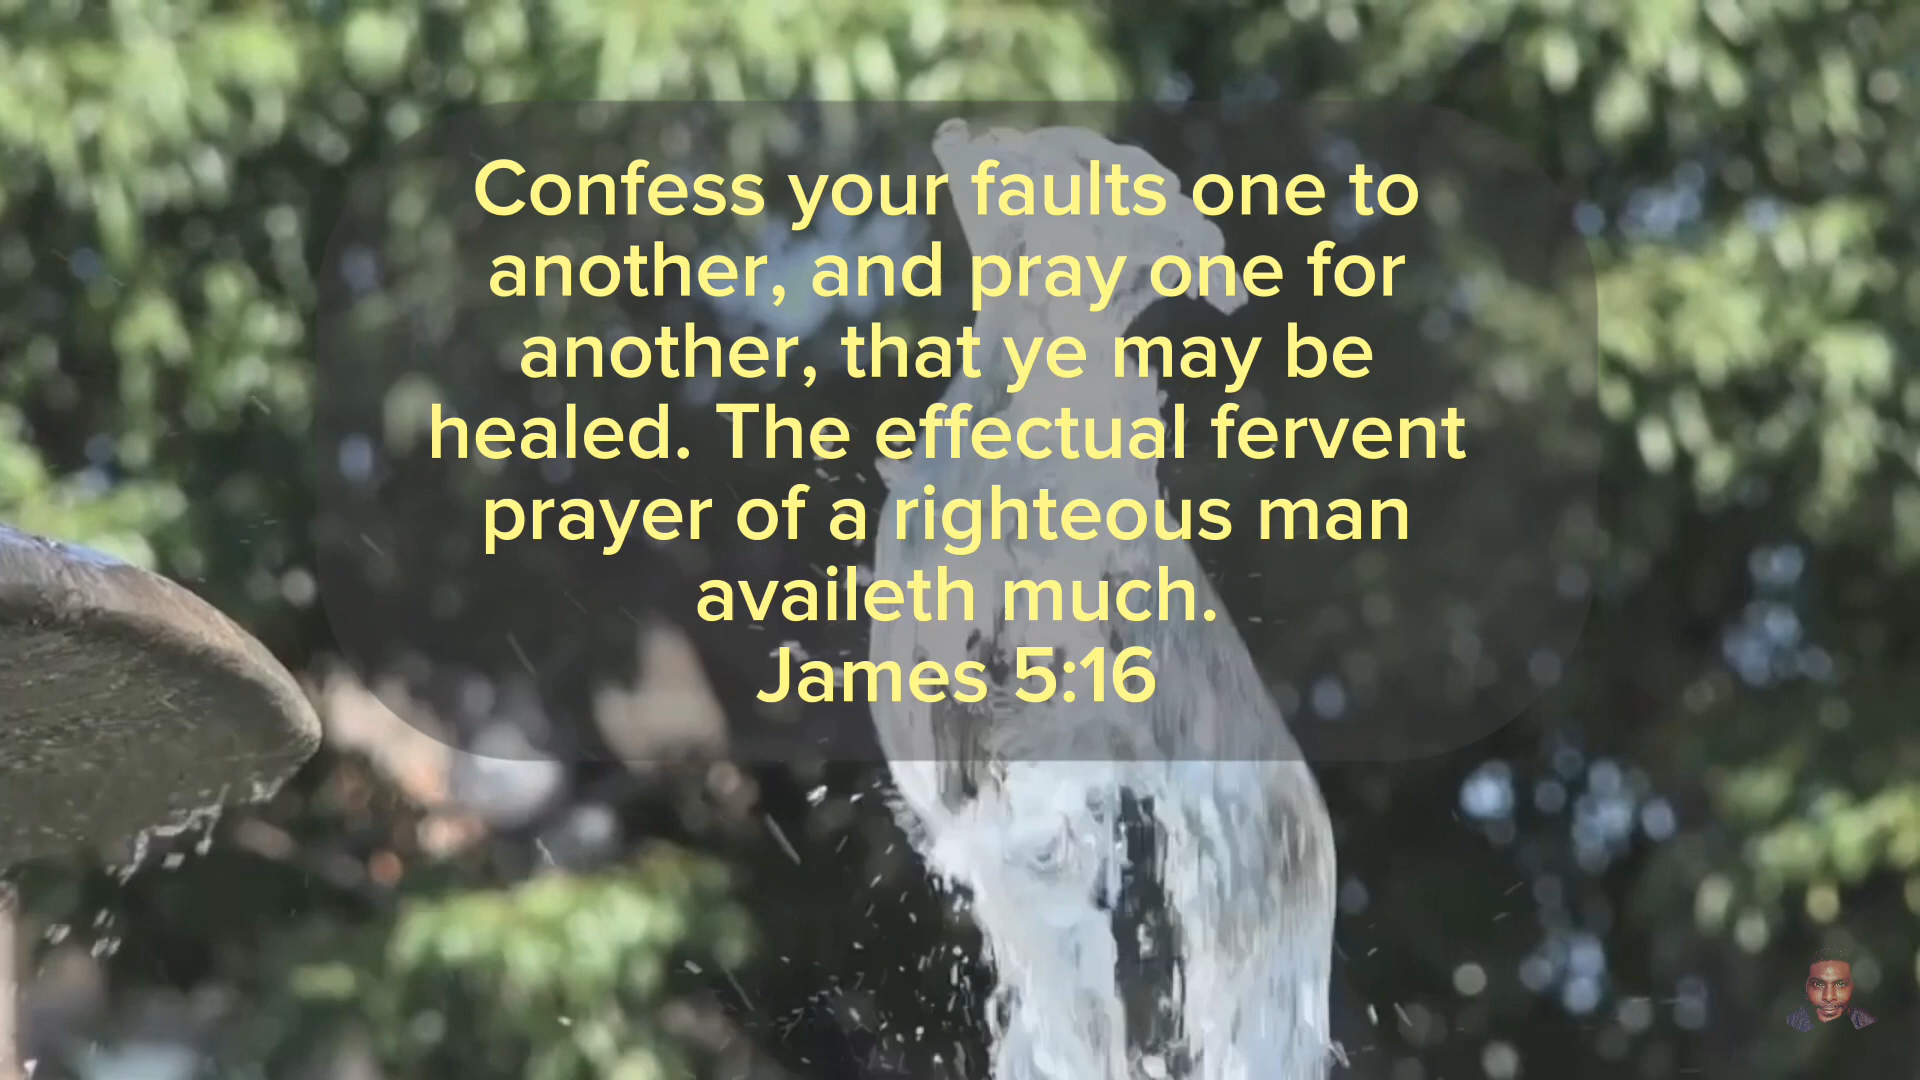 Confess your faults one to
another, and pray one for
another, that ye may be
healed. The effectual fervent
prayer of a righteous man
availeth much.
James 5:16